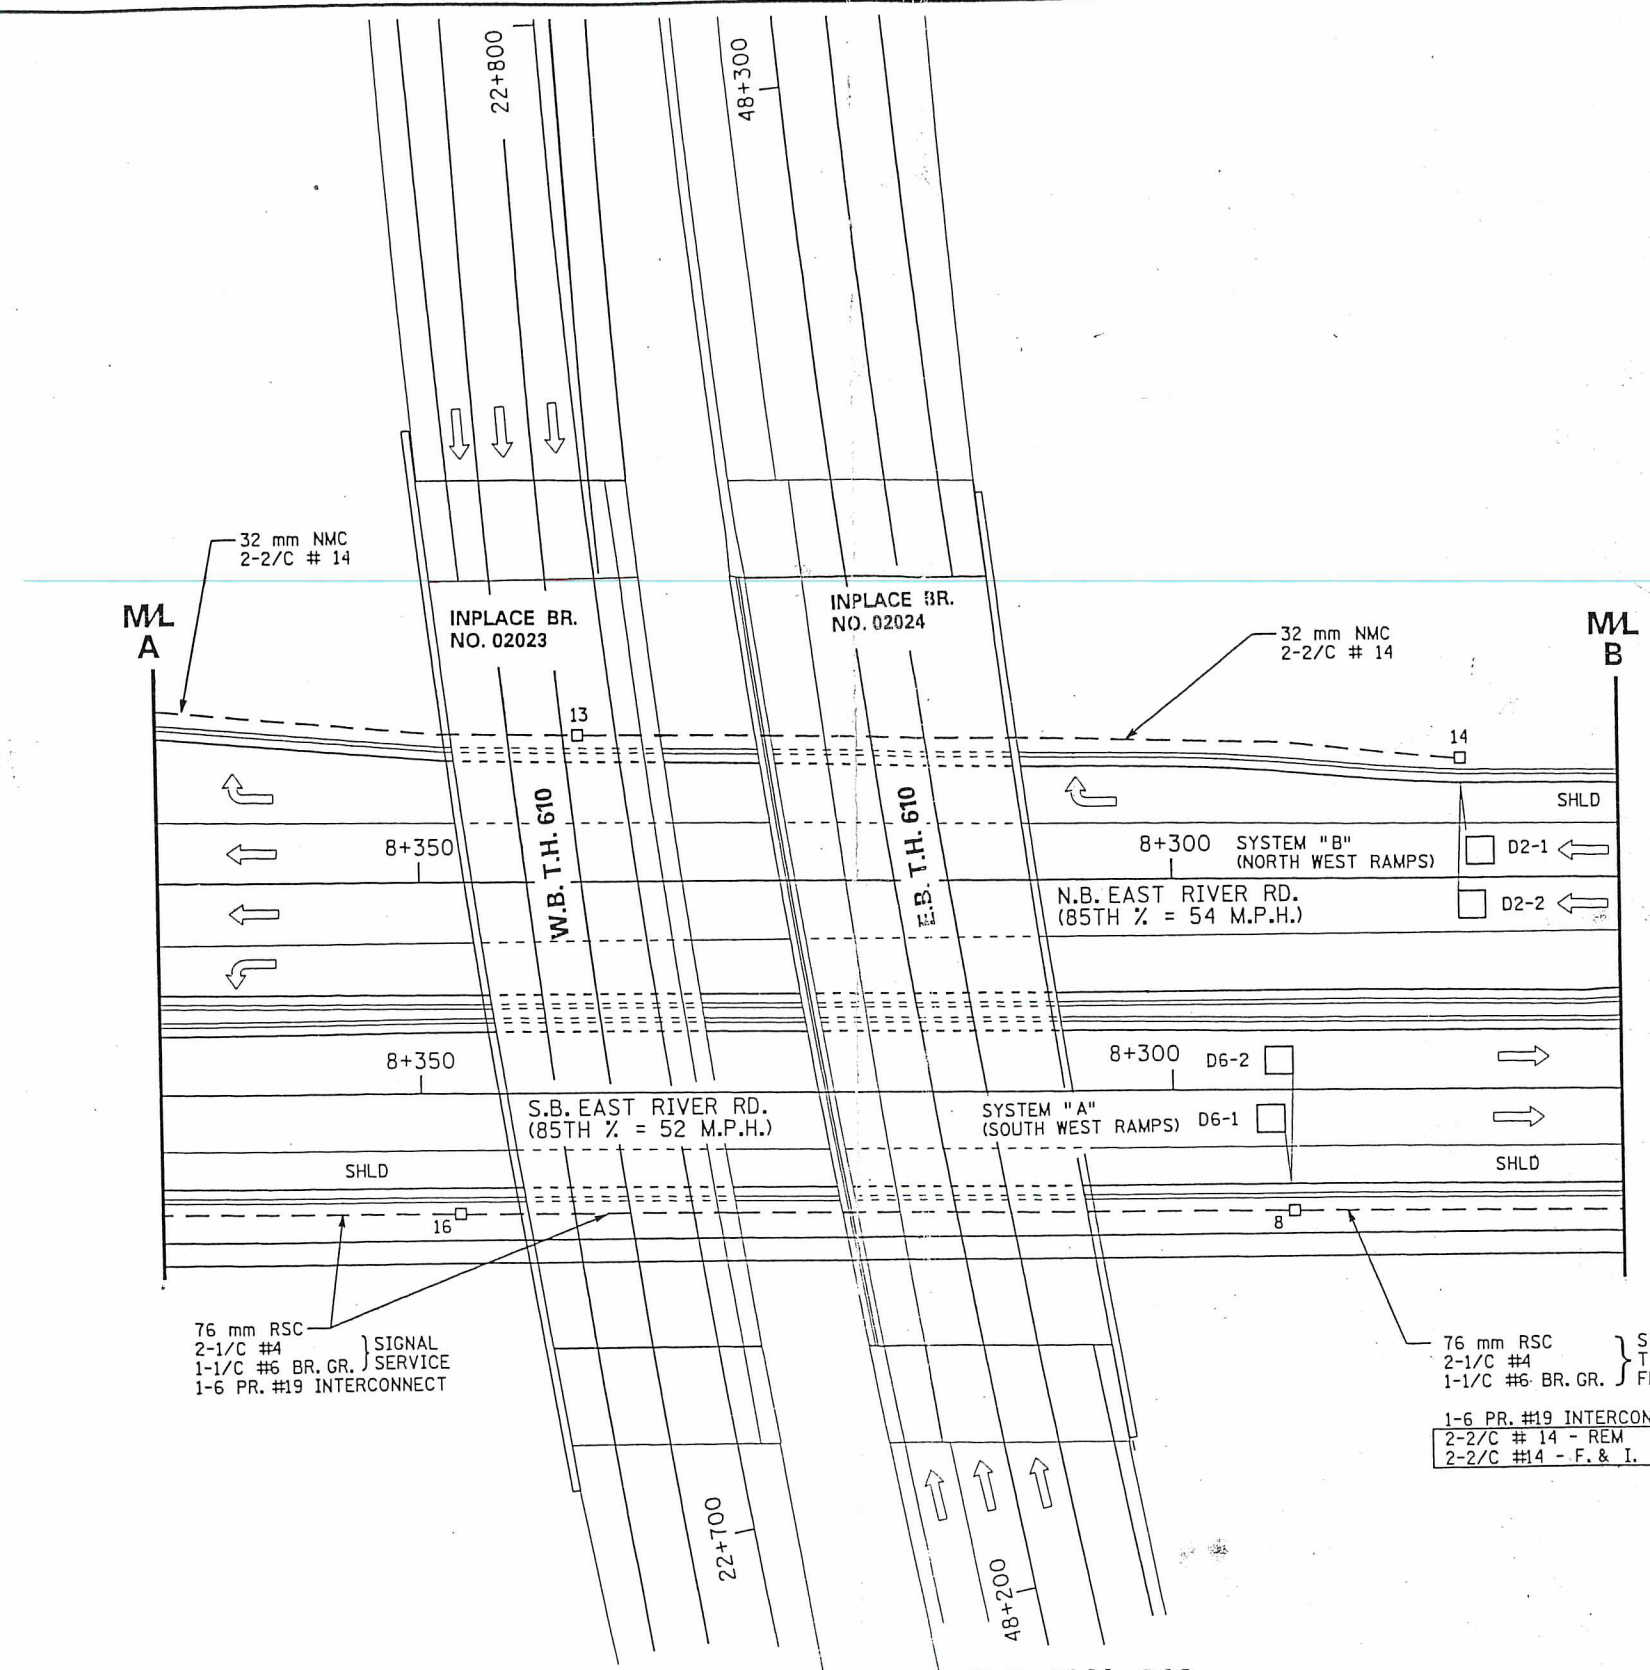 22+800
48+300
32 mm NMC
2-2/C # 14
M/L
A
INPLACE BR.
NO. 02023
INPLACE BR.
NO. 02024
32 mm NMC
2-2/C # 14
M/L
B
13
14
SHLD
W.B. T.H. 610
E.B. T.H. 610
8+350
8+300
SYSTEM "B"
(NORTH WEST RAMPS)
D2-1
N.B. EAST RIVER RD.
(85TH % = 54 M.P.H.)
D2-2
8+350
8+300
D6-2
S.B. EAST RIVER RD.
(85TH % = 52 M.P.H.)
SYSTEM "A"
(SOUTH WEST RAMPS)
D6-1
SHLD
SHLD
16
8
76 mm RSC
2-1/C #4
1-1/C #6 BR. GR.
SIGNAL
SERVICE
1-6 PR. #19 INTERCONNECT
76 mm RSC
2-1/C #4
1-1/C #6 BR. GR.
S
T
1-6 PR. #19 INTERCON
2-2/C # 14 - REM
2-2/C #14 - F. & I.
22+700
48+200